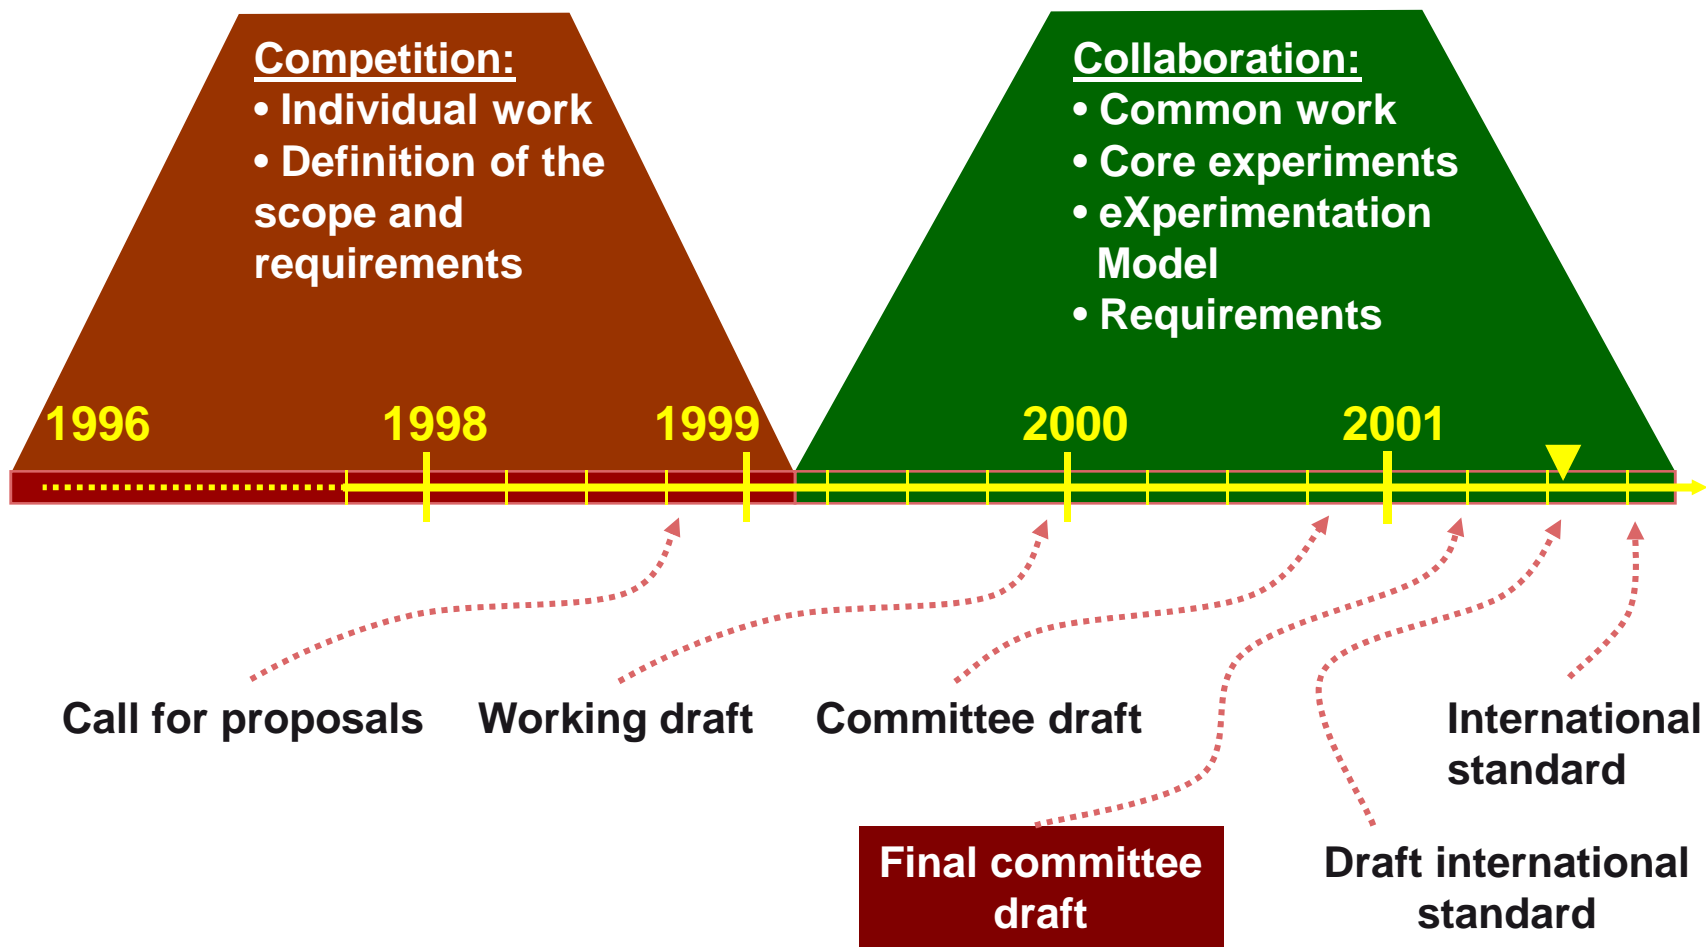 Competition:
• Individual work
• Definition of the
scope and
requirements
Collaboration:
• Common work
• Core experiments
• eXperimentation
Model
• Requirements
1996
1998
1999
2000
2001
Call for proposals
Working draft
Committee draft
International
standard
Final committee
draft
Draft international
standard